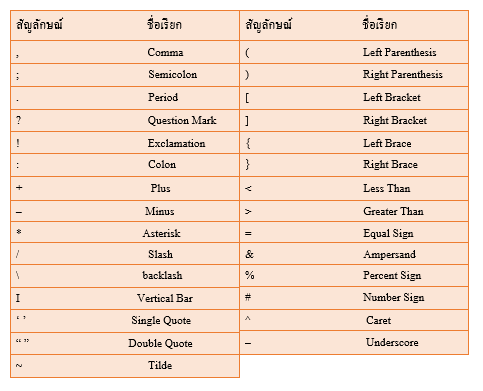 สัญลักษณ์ ชื่อเรียก สัญลักษณ์ ชื่อเรียก
, Comma ( Left Parenthesis
; Semicolon ) Right Parenthesis
. Period [ Left Bracket
? Question Mark ] Right Bracket
! Exclamation { Left Brace
: Colon } Right Brace
+ Plus < Less Than
– Minus > Greater Than
* Asterisk = Equal Sign
/ Slash & Ampersand
\ backlash % Percent Sign
I Vertical Bar # Number Sign
‘ ’ Single Quote ^ Caret
“ ” Double Quote – Underscore
~ Tilde